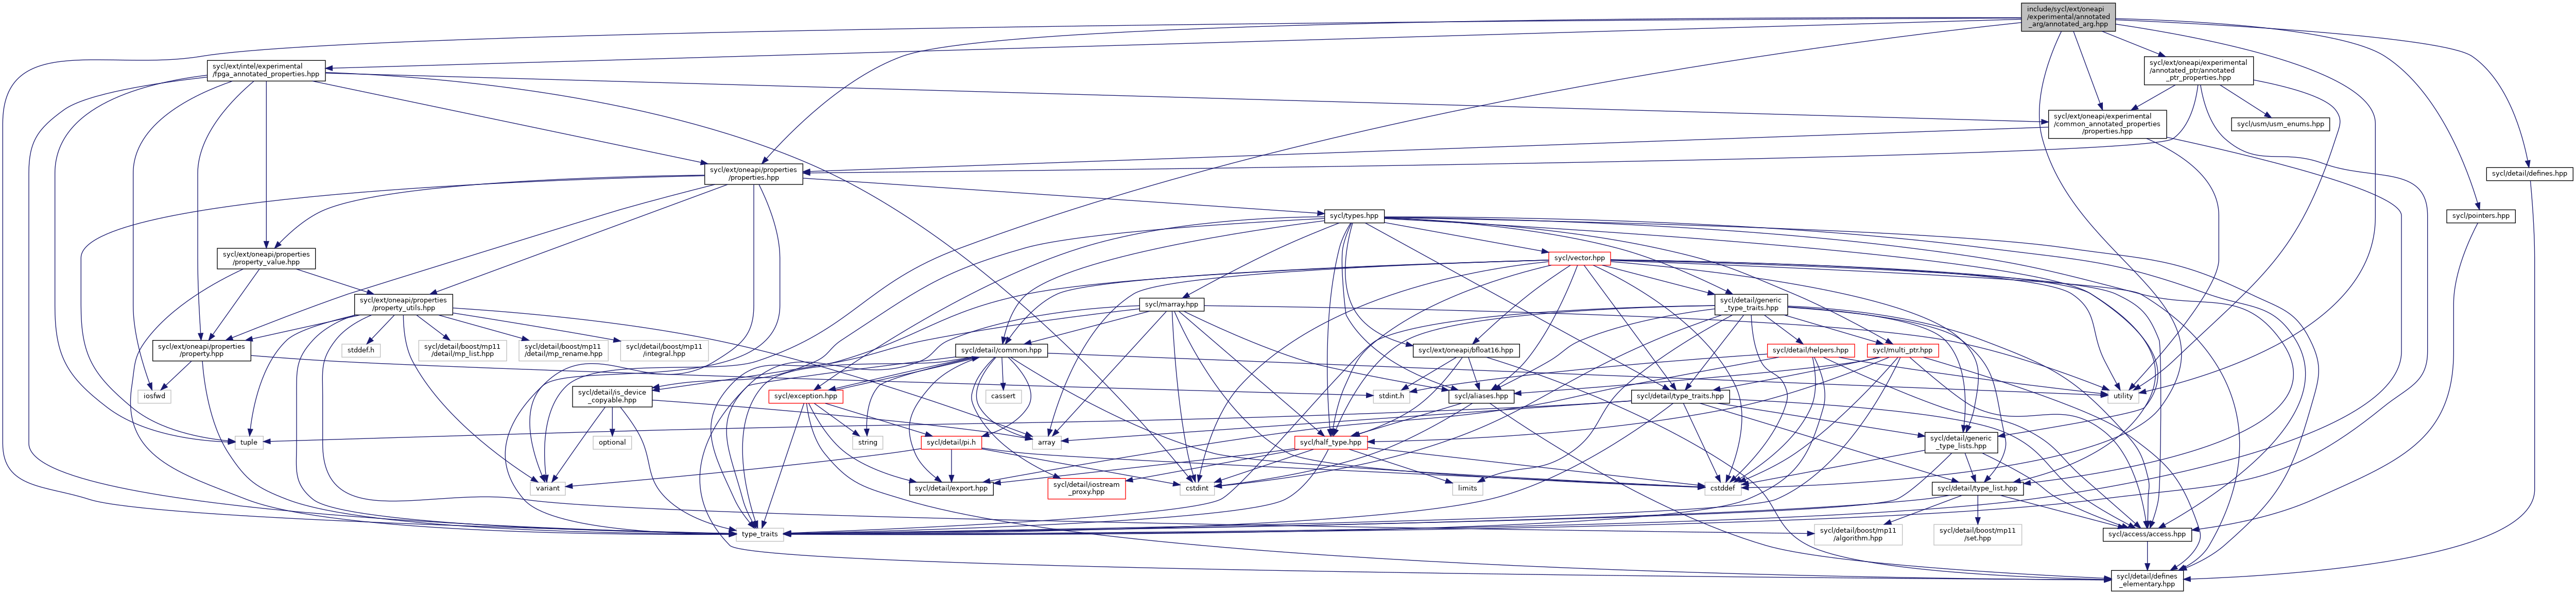 include/sycl/ext/oneapi
/experimental/annotated
_arg/annotated_arg.hpp
sycl/ext/intel/experimental
/fpga_annotated_properties.hpp
sycl/ext/oneapi/experimental
/annotated_ptr/annotated
_ptr_properties.hpp
sycl/ext/oneapi/experimental
/common_annotated_properties
/properties.hpp
sycl/usm/usm_enums.hpp
sycl/ext/oneapi/properties
/properties.hpp
sycl/detail/defines.hpp
sycl/types.hpp
sycl/pointers.hpp
sycl/ext/oneapi/properties
/property_value.hpp
sycl/vector.hpp
sycl/ext/oneapi/properties
/property_utils.hpp
sycl/marray.hpp
sycl/detail/generic
_type_traits.hpp
sycl/ext/oneapi/properties
/property.hpp
stddef.h
sycl/detail/boost/mp11
/detail/mp_list.hpp
sycl/detail/boost/mp11
/detail/mp_rename.hpp
sycl/detail/boost/mp11
/integral.hpp
sycl/detail/common.hpp
sycl/ext/oneapi/bfloat16.hpp
sycl/detail/helpers.hpp
sycl/multi_ptr.hpp
iosfwd
sycl/detail/is_device
_copyable.hpp
sycl/exception.hpp
cassert
stdint.h
sycl/aliases.hpp
sycl/detail/type_traits.hpp
utility
tuple
optional
string
sycl/detail/pi.h
array
sycl/half_type.hpp
sycl/detail/generic
_type_lists.hpp
variant
sycl/detail/export.hpp
sycl/detail/iostream
_proxy.hpp
cstdint
limits
cstddef
sycl/detail/type_list.hpp
type_traits
sycl/detail/boost/mp11
/algorithm.hpp
sycl/detail/boost/mp11
/set.hpp
sycl/access/access.hpp
sycl/detail/defines
_elementary.hpp